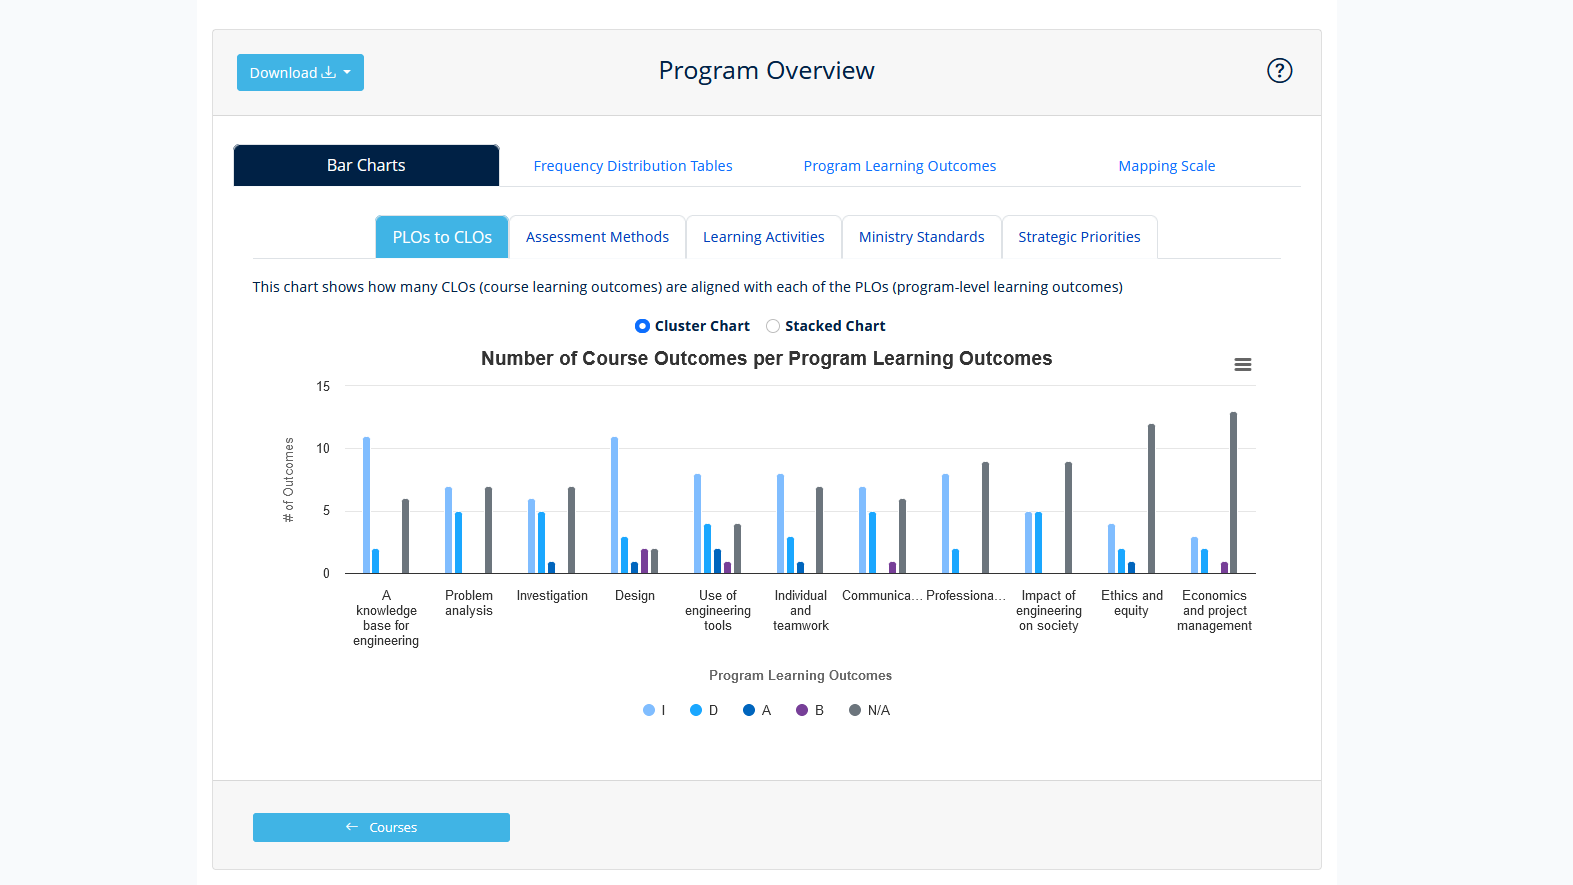 Download
Program Overview
?
Bar Charts
Frequency Distribution Tables
Program Learning Outcomes
Mapping Scale
PLOs to CLOs
Assessment Methods
Learning Activities
Ministry Standards
Strategic Priorities
This chart shows how many CLOs (course learning outcomes) are aligned with each of the PLOs (program-level learning outcomes)
Cluster Chart
Stacked Chart
Number of Course Outcomes per Program Learning Outcomes
# of Outcomes
15
10
5
0
A
knowledge
base for
engineering
Problem
analysis
Investigation
Design
Use of
engineering
tools
Individual
and
teamwork
Communica...
Professiona...
Impact of
engineering
on society
Ethics and
equity
Economics
and project
management
Program Learning Outcomes
I
D
A
B
N/A
Courses